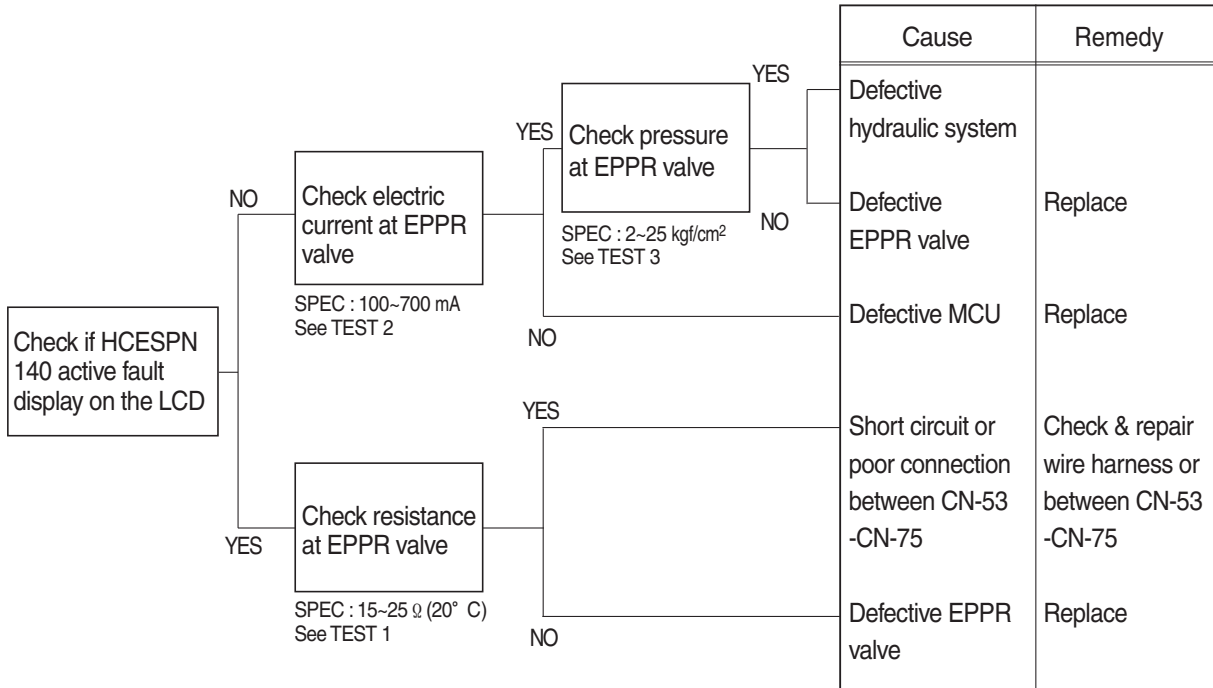 Cause
Remedy
YES
Defective
hydraulic system
YES
Check pressure
at EPPR valve
NO
Check electric
current at EPPR
valve
NO
Defective
EPPR valve
Replace
SPEC : 2~25 kgf/cm²
See TEST 3
SPEC : 100~700 mA
See TEST 2
Defective MCU
Replace
NO
Check if HCESPN
140 active fault
display on the LCD
YES
Short circuit or
poor connection
between CN-53
-CN-75
Check & repair
wire harness or
between CN-53
-CN-75
Check resistance
at EPPR valve
YES
SPEC : 15~25 Ω (20° C)
See TEST 1
NO
Defective EPPR
valve
Replace